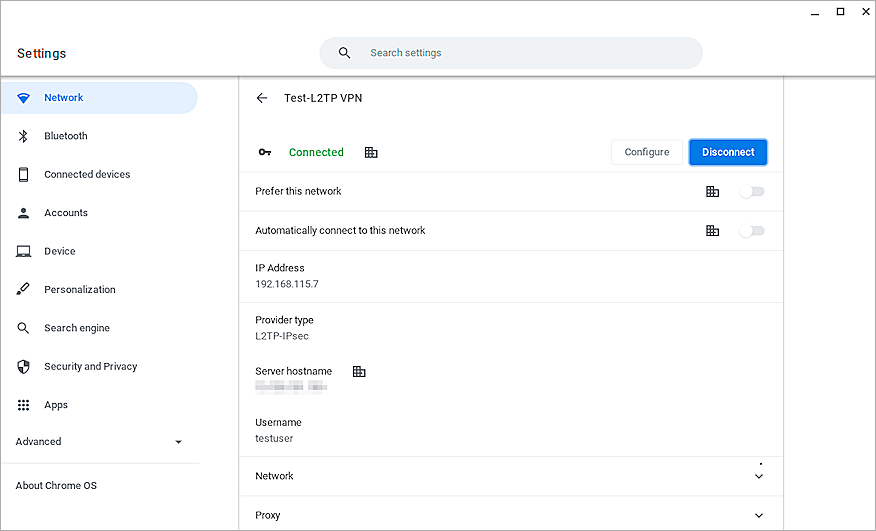 Settings
Search settings
Network
Bluetooth
Connected devices
Accounts
Device
Personalization
Search engine
Security and Privacy
Apps
Advanced
About Chrome OS
Test-L2TP VPN
Connected
Configure
Disconnect
Prefer this network
Automatically connect to this network
IP Address
192.168.115.7
Provider type
L2TP-IPsec
Server hostname
Username
testuser
Network
Proxy